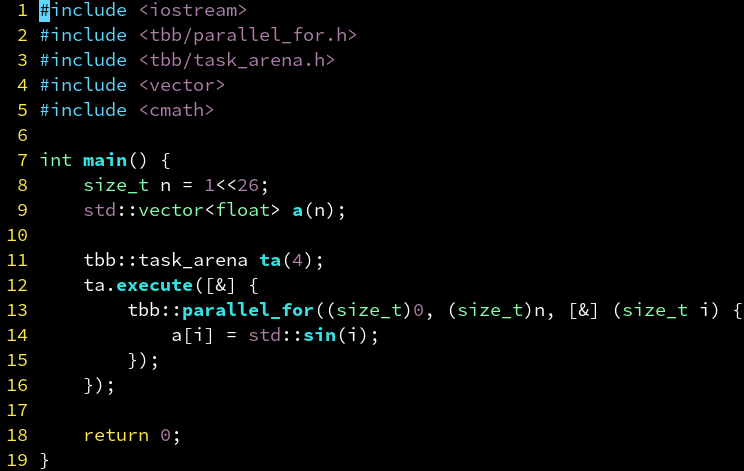 1 #include <iostream>
2 #include <tbb/parallel_for.h>
3 #include <tbb/task_arena.h>
4 #include <vector>
5 #include <cmath>
6
7 int main() {
8     size_t n = 1<<26;
9     std::vector<float> a(n);
10
11     tbb::task_arena ta(4);
12     ta.execute([&] {
13         tbb::parallel_for((size_t)0, (size_t)n, [&] (size_t i) {
14             a[i] = std::sin(i);
15         });
16     });
17
18     return 0;
19 }